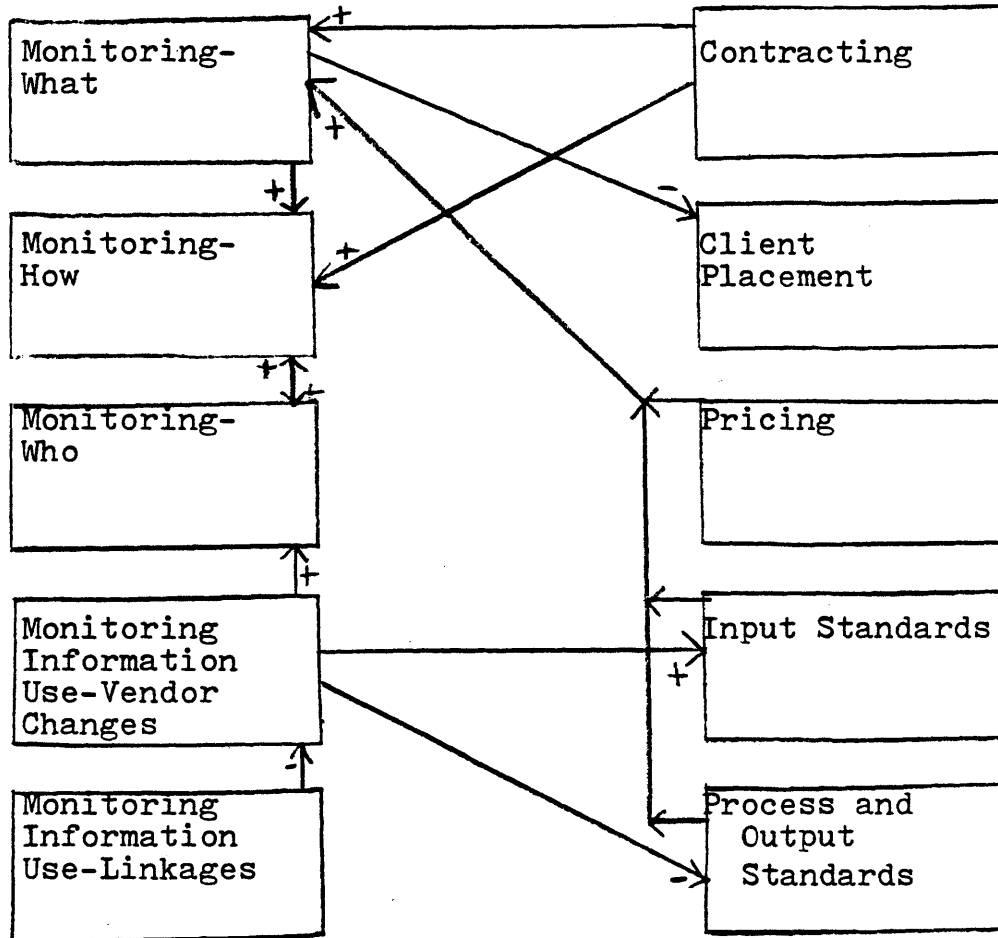 Monitoring-
What
Contracting
+
+
-
+
Monitoring-
How
Client
Placement
+
+
Monitoring-
Who
Pricing
+
Monitoring
Information
Use-Vendor
Changes
Input Standards
+
-
Monitoring
Information
Use-Linkages
Process and
Output
Standards
-